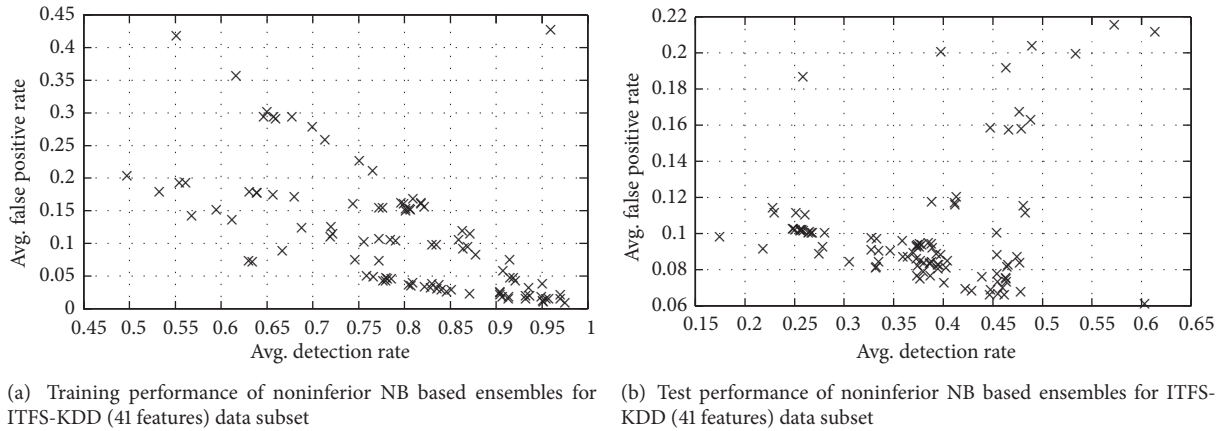 0.45
0.4
0.35
0.3
0.25
0.2
0.15
0.1
0.05
0
Avg. false positive rate
0.45 0.5 0.55 0.6 0.65 0.7 0.75 0.8 0.85 0.9 0.95 1
Avg. detection rate
(a) Training performance of noninferior NB based ensembles for
ITFS-KDD (41 features) data subset
0.22
0.2
0.18
0.16
0.14
0.12
0.1
0.08
0.06
Avg. false positive rate
0.15 0.2 0.25 0.3 0.35 0.4 0.45 0.5 0.55 0.6 0.65
Avg. detection rate
(b) Test performance of noninferior NB based ensembles for ITFS-
KDD (41 features) data subset